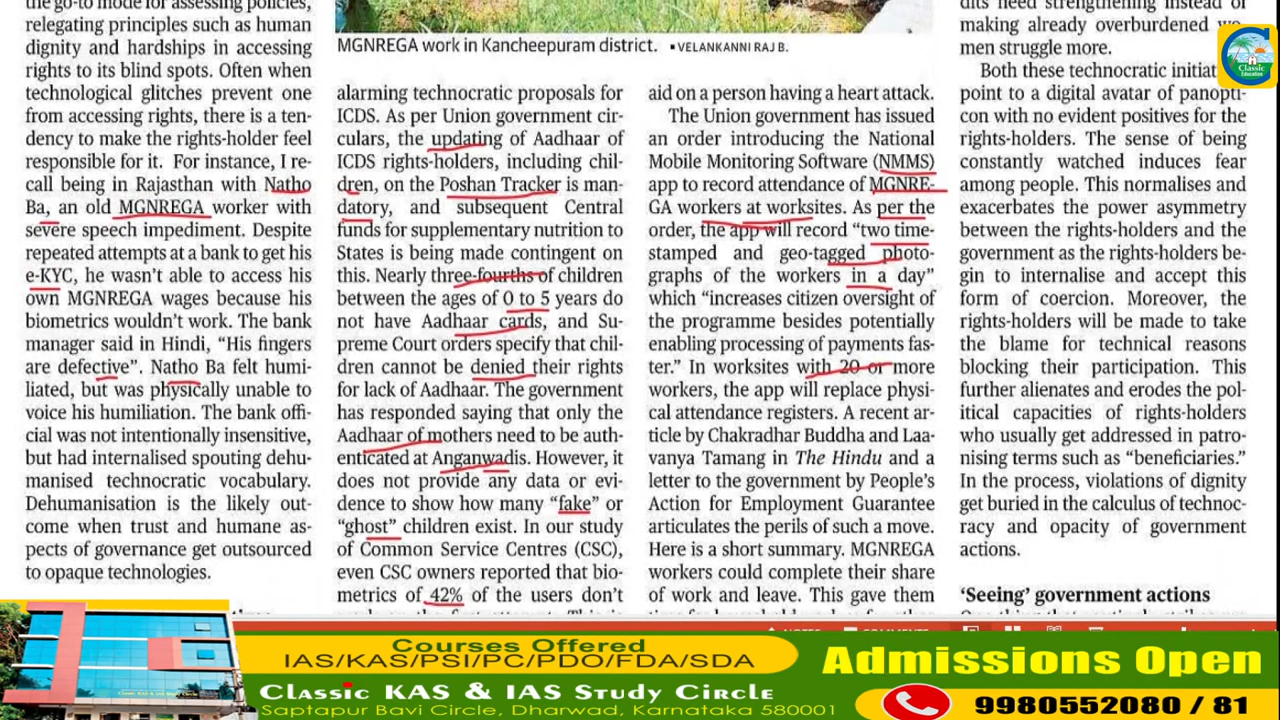 the go-to mode for assessing policies,
relegating principles such as human
dignity and hardships in accessing
rights to its blind spots. Often when
technological glitches prevent one
from accessing rights, there is a ten-
dency to make the rights-holder feel
responsible for it. For instance, I re-
call being in Rajasthan with Natho
Ba, an old MGNREGA worker with
severe speech impediment. Despite
repeated attempts at a bank to get his
e-KYC, he wasn't able to access his
own MGNREGA wages because his
biometrics wouldn't work. The bank
manager said in Hindi, “His fingers
are defective”. Natho Ba felt humi-
liated, but was physically unable to
voice his humiliation. The bank offi-
cial was not intentionally insensitive,
but had internalised spouting dehu-
manised technocratic vocabulary.
Dehumanisation is the likely out-
come when trust and humane as-
pects of governance get outsourced
to opaque technologies.
MGNREGA work in Kancheepuram district. ▪ VELANKANNI RAJ B.
alarming technocratic proposals for
ICDS. As per Union government cir-
culars, the updating of Aadhaar of
ICDS rights-holders, including chil-
dren, on the Poshan Tracker is man-
datory, and subsequent Central
funds for supplementary nutrition to
States is being made contingent on
this. Nearly three-fourths of children
between the ages of 0 to 5 years do
not have Aadhaar cards, and Su-
preme Court orders specify that chil-
dren cannot be denied their rights
for lack of Aadhaar. The government
has responded saying that only the
Aadhaar of mothers need to be auth-
enticated at Anganwadis. However, it
does not provide any data or evi-
dence to show how many “fake” or
“ghost” children exist. In our study
of Common Service Centres (CSC),
even CSC owners reported that bio-
metrics of 42% of the users don't
aid on a person having a heart attack.
The Union government has issued
an order introducing the National
Mobile Monitoring Software (NMMS)
app to record attendance of MGNRE-
GA workers at worksites. As per the
order, the app will record “two time-
stamped and geo-tagged photo-
graphs of the workers in a day”
which “increases citizen oversight of
the programme besides potentially
enabling processing of payments fas-
ter.” In worksites with 20 or more
workers, the app will replace physi-
cal attendance registers. A recent ar-
ticle by Chakradhar Buddha and Laa-
vanya Tamang in The Hindu and a
letter to the government by People's
Action for Employment Guarantee
articulates the perils of such a move.
Here is a short summary. MGNREGA
workers could complete their share
of work and leave. This gave them
dits need strengthening instead of
making already overburdened wo-
men struggle more.
Both these technocratic initiat
point to a digital avatar of panopti-
con with no evident positives for the
rights-holders. The sense of being
constantly watched induces fear
among people. This normalises and
exacerbates the power asymmetry
between the rights-holders and the
government as the rights-holders be-
gin to internalise and accept this
form of coercion. Moreover, the
rights-holders will be made to take
the blame for technical reasons
blocking their participation. This
further alienates and erodes the pol-
itical capacities of rights-holders
who usually get addressed in patro-
nising terms such as “beneficiaries.”
In the process, violations of dignity
get buried in the calculus of technoc-
racy and opacity of government
actions.
‘Seeing’ government actions
Classic
Education
NOTES COMMENTS
Courses Offered
IAS/KAS/PSI/PC/PDO/FDA/SDA
Classic KAS & IAS Study Circle
Saptapur Bavi Circle, Dharwad, Karnataka 580001
Admissions Open
9980552080 / 81